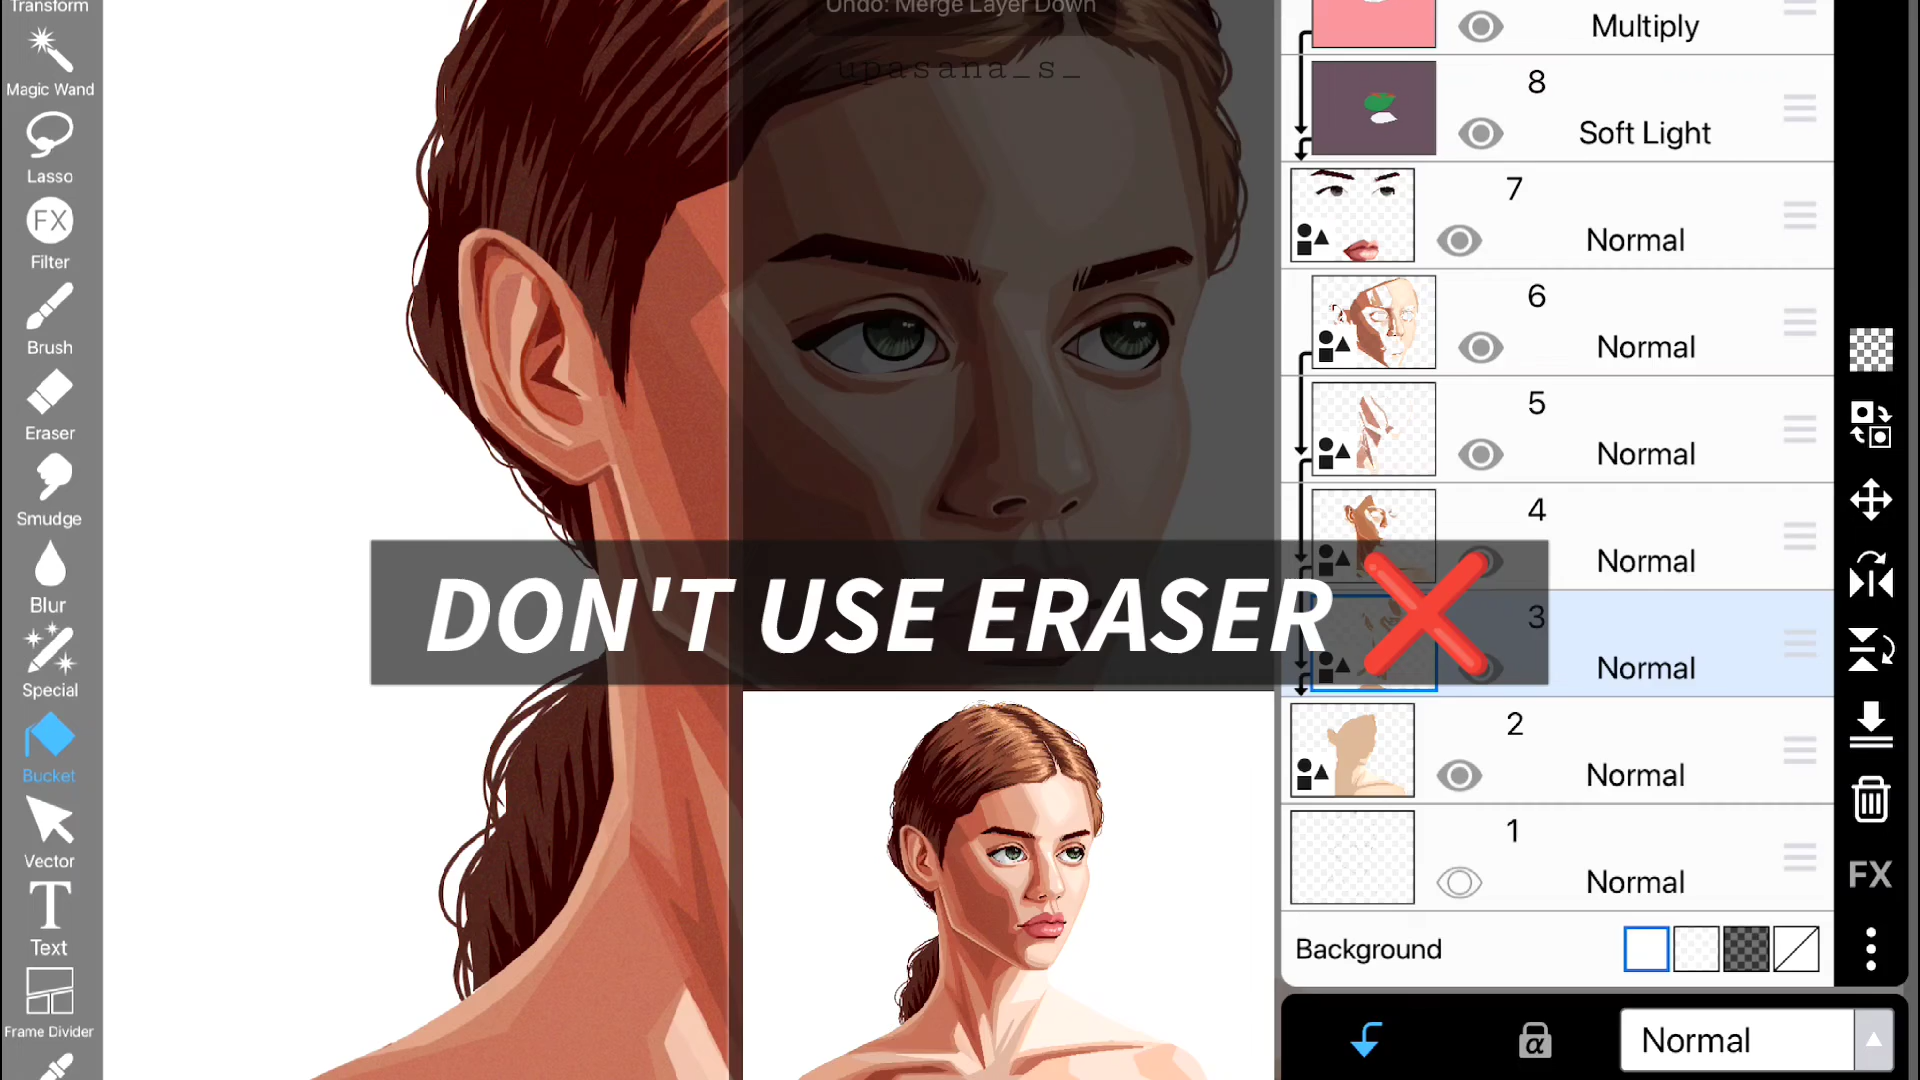 Transform
Magic Wand
Lasso
FX
Filter
Brush
Eraser
Smudge
Blur
Special
Bucket
Vector
T
Text
Frame Divider
Undo: Merge Layer Down
upasana_s_
DON'T USE ERASER
Multiply
8
Soft Light
7
Normal
6
Normal
5
Normal
4
Normal
3
Normal
2
Normal
1
Normal
Background
FX
α
Normal